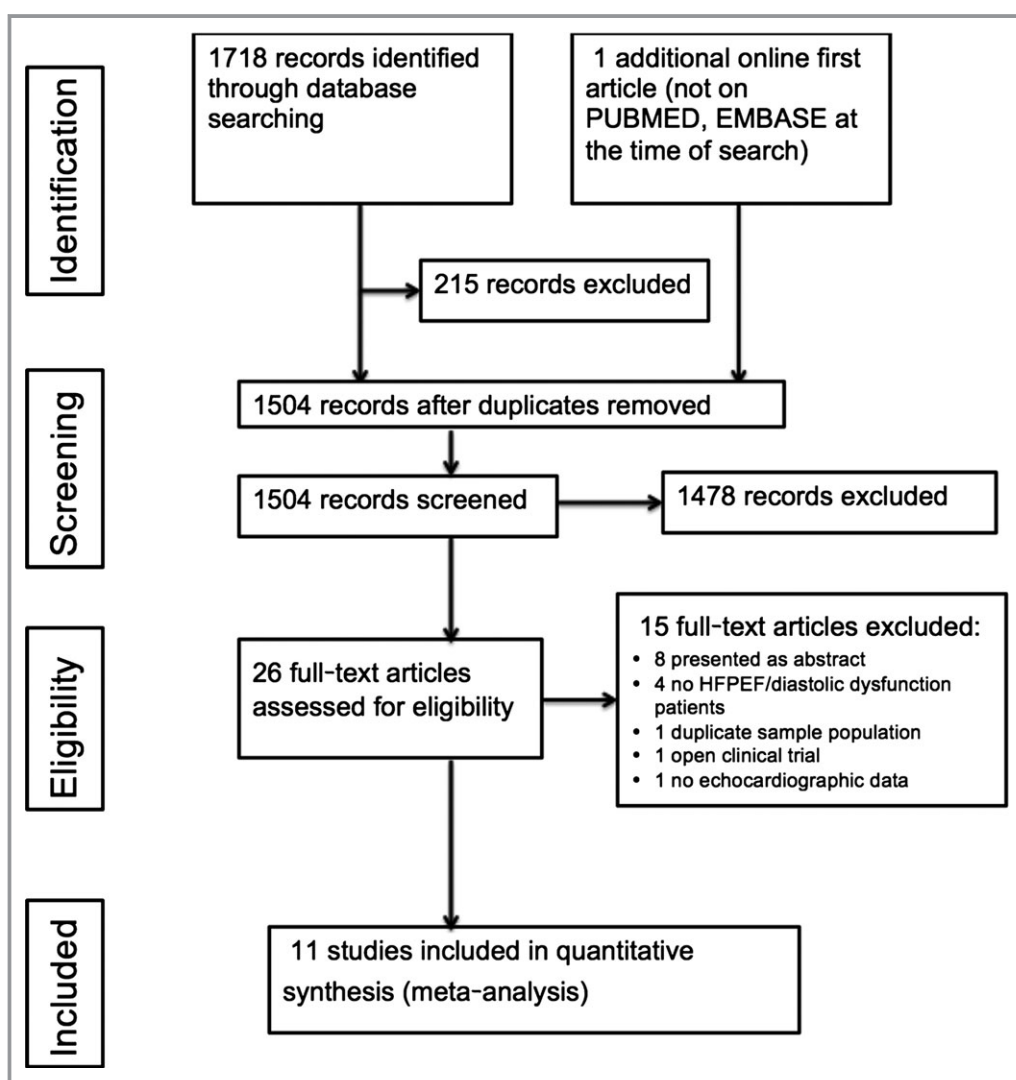 Identification
1718 records identified
through database
searching
1 additional online first
article (not on
PUBMED, EMBASE at
the time of search)
215 records excluded
Screening
1504 records after duplicates removed
1504 records screened
1478 records excluded
Eligibility
26 full-text articles
assessed for eligibility
15 full-text articles excluded:
• 8 presented as abstract
• 4 no HFPEF/diastolic dysfunction
patients
• 1 duplicate sample population
• 1 open clinical trial
• 1 no echocardiographic data
Included
11 studies included in quantitative
synthesis (meta-analysis)